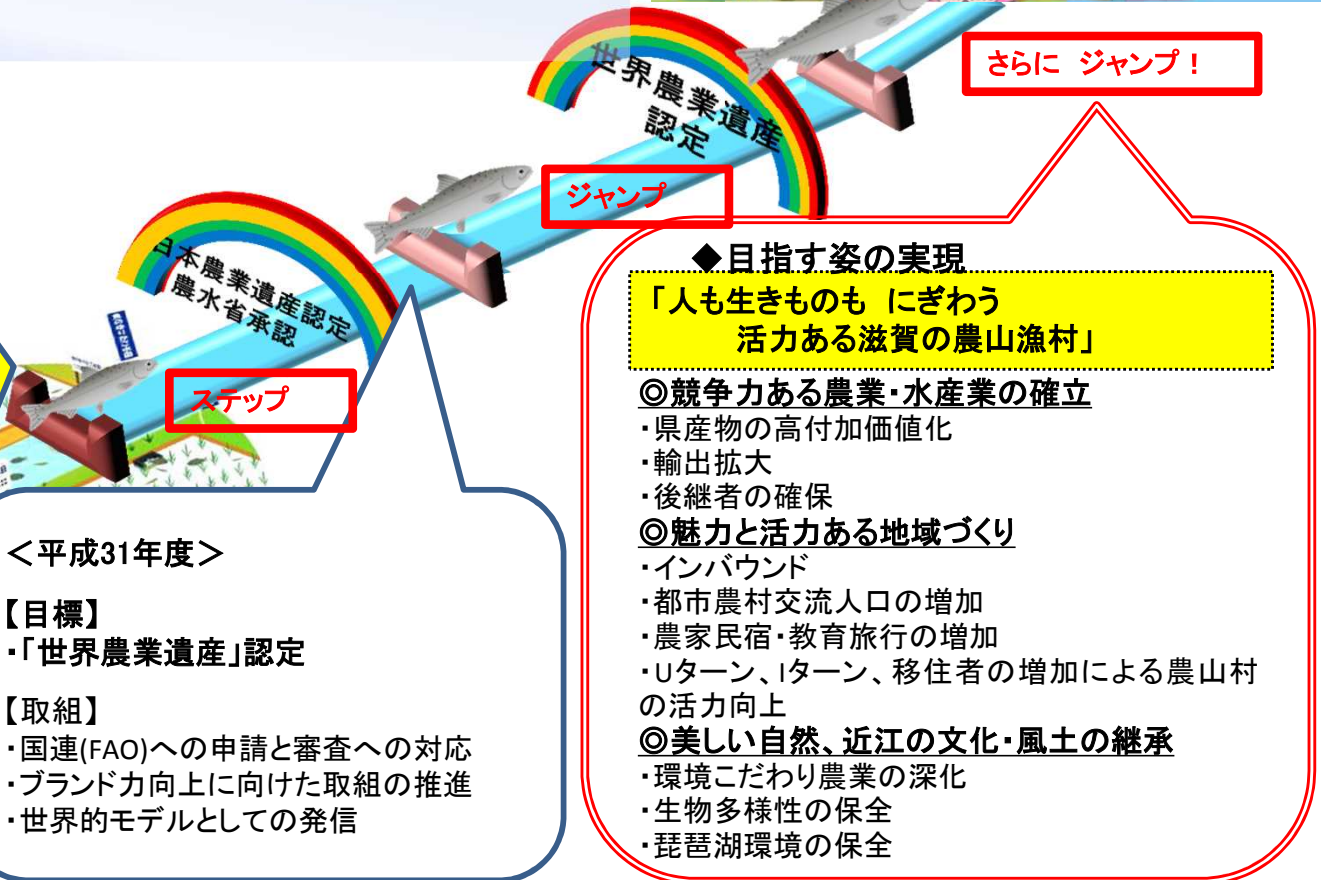 さらに ジャンプ！
世界農業遺産
認定
ジャンプ
日本農業遺産認定
農水省承認
ステップ
◆目指す姿の実現
「人も生きものも にぎわう
活力ある滋賀の農山漁村」
◎競争力ある農業・水産業の確立
・県産物の高付加価値化
・輸出拡大
・後継者の確保
◎魅力と活力ある地域づくり
・インバウンド
・都市農村交流人口の増加
・農家民宿・教育旅行の増加
・Uターン、Iターン、移住者の増加による農山村
の活力向上
◎美しい自然、近江の文化・風土の継承
・環境こだわり農業の深化
・生物多様性の保全
・琵琶湖環境の保全
＜平成31年度＞
【目標】
・「世界農業遺産」認定
【取組】
・国連(FAO)への申請と審査への対応
・ブランド力向上に向けた取組の推進
・世界的モデルとしての発信